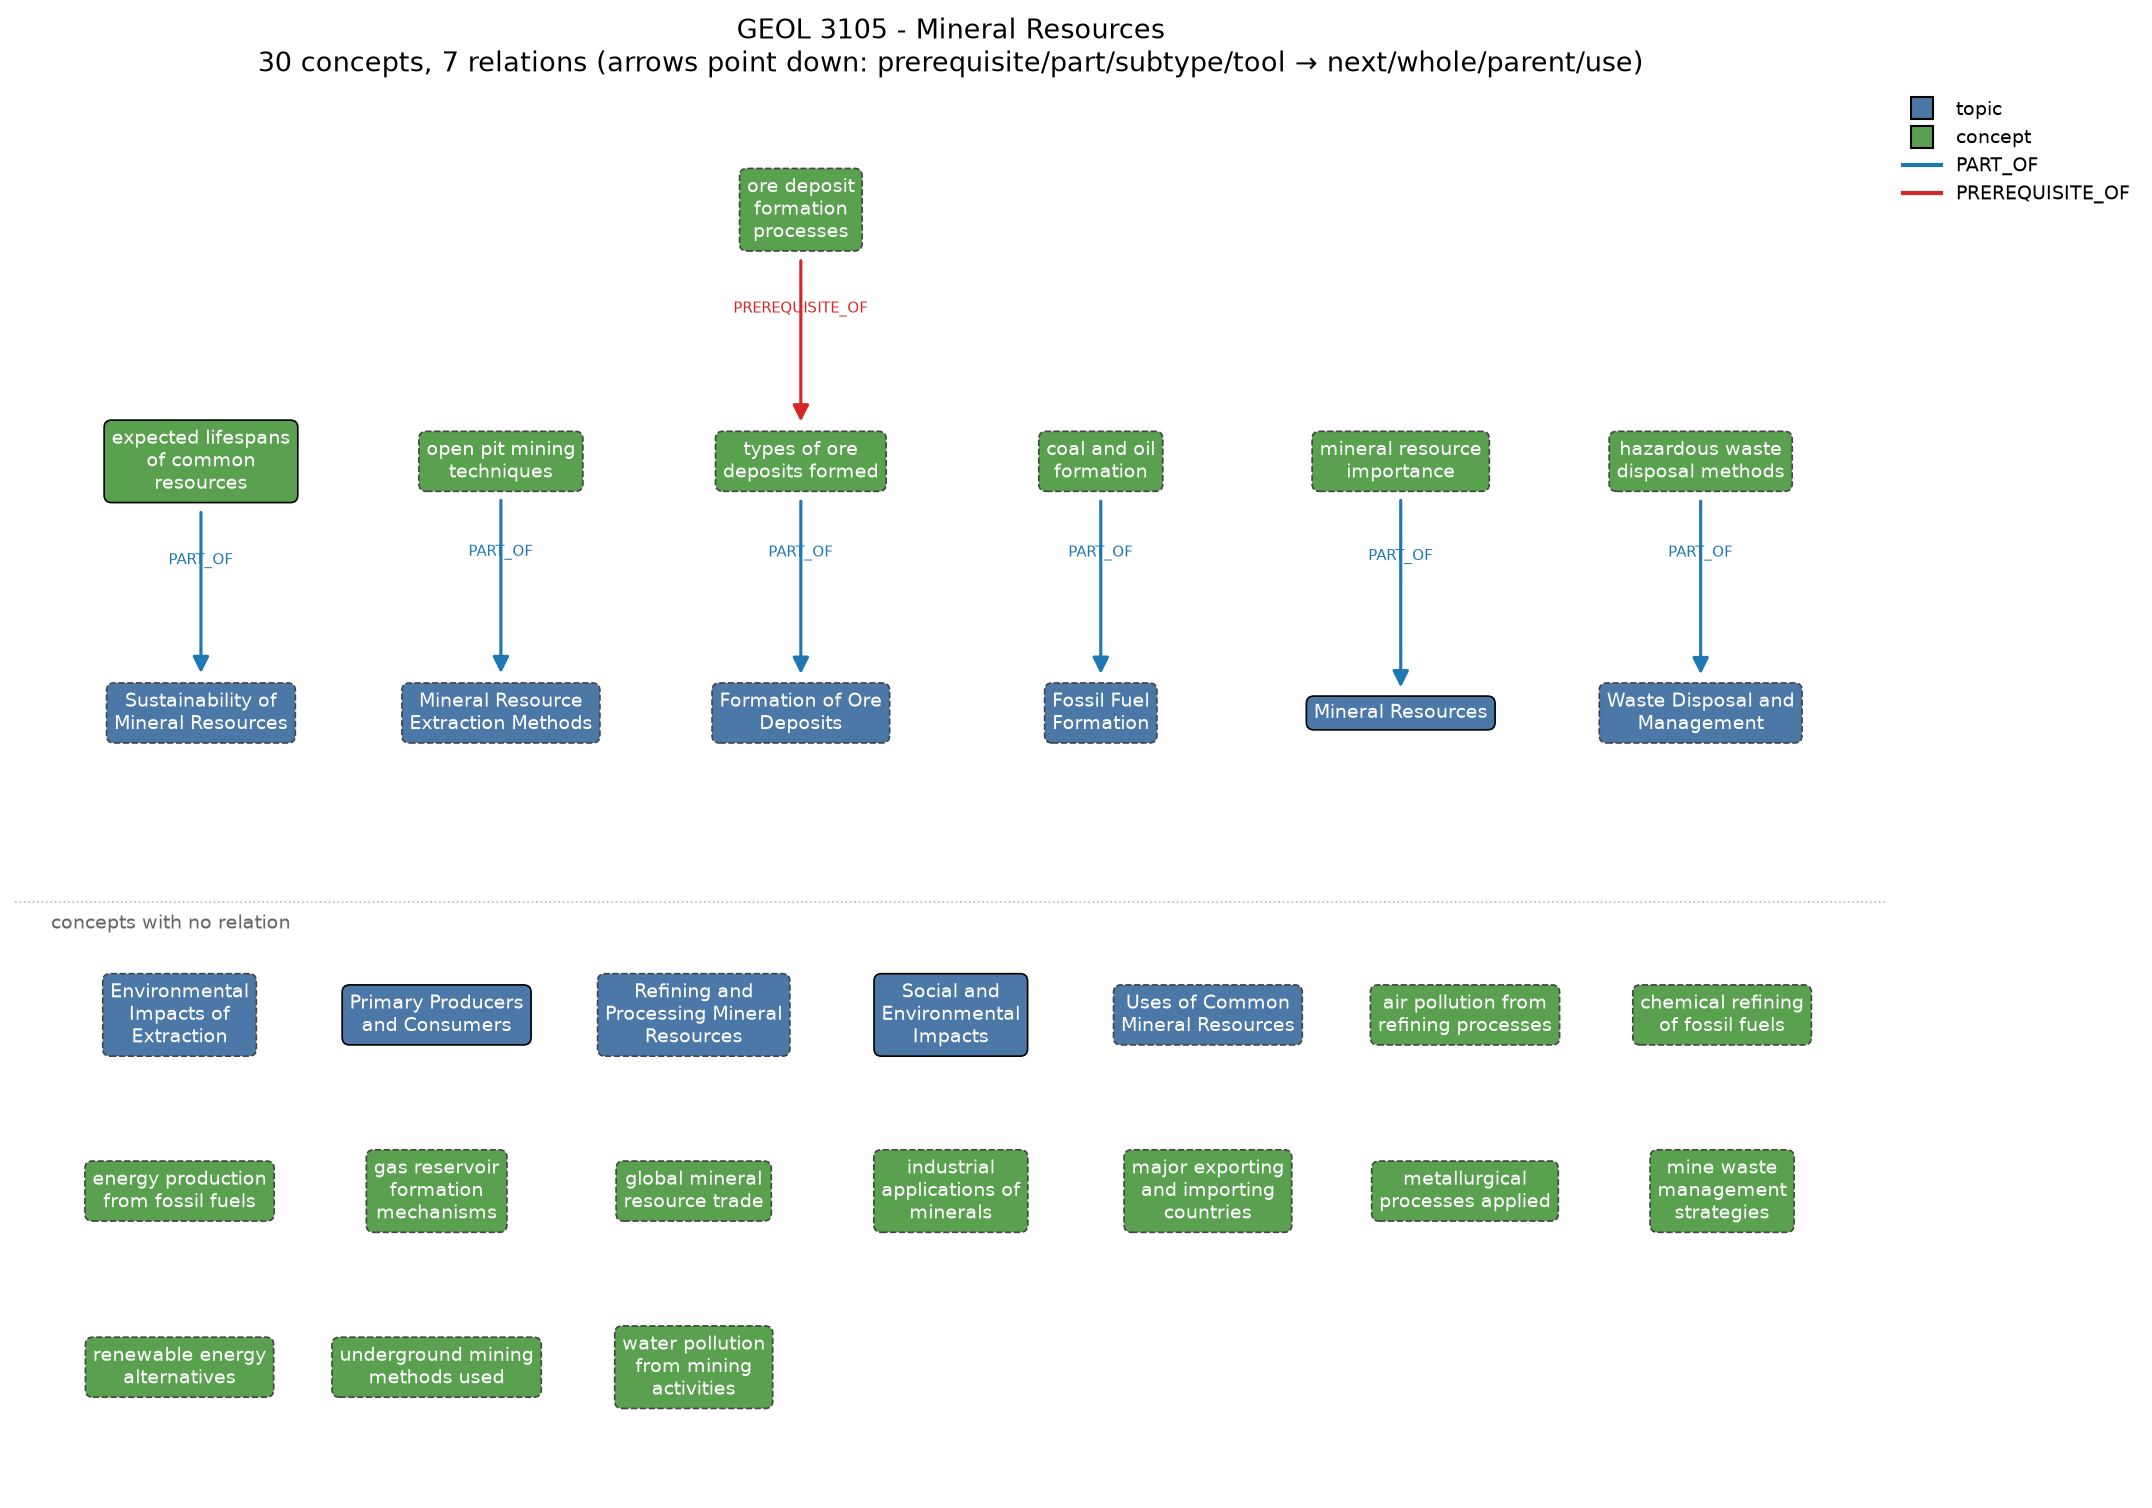 GEOL 3105 - Mineral Resources
30 concepts, 7 relations (arrows point down: prerequisite/part/subtype/tool → next/whole/parent/use)
topic
concept
PART_OF
PREREQUISITE_OF
ore deposit
formation
processes
PREREQUISITE_OF
expected lifespans
of common
resources
open pit mining
techniques
types of ore
deposits formed
coal and oil
formation
mineral resource
importance
hazardous waste
disposal methods
PART_OF
PART_OF
PART_OF
PART_OF
PART_OF
PART_OF
Sustainability of
Mineral Resources
Mineral Resource
Extraction Methods
Formation of Ore
Deposits
Fossil Fuel
Formation
Mineral Resources
Waste Disposal and
Management
concepts with no relation
Environmental
Impacts of
Extraction
Primary Producers
and Consumers
Refining and
Processing Mineral
Resources
Social and
Environmental
Impacts
Uses of Common
Mineral Resources
air pollution from
refining processes
chemical refining
of fossil fuels
energy production
from fossil fuels
gas reservoir
formation
mechanisms
global mineral
resource trade
industrial
applications of
minerals
major exporting
and importing
countries
metallurgical
processes applied
mine waste
management
strategies
renewable energy
alternatives
underground mining
methods used
water pollution
from mining
activities